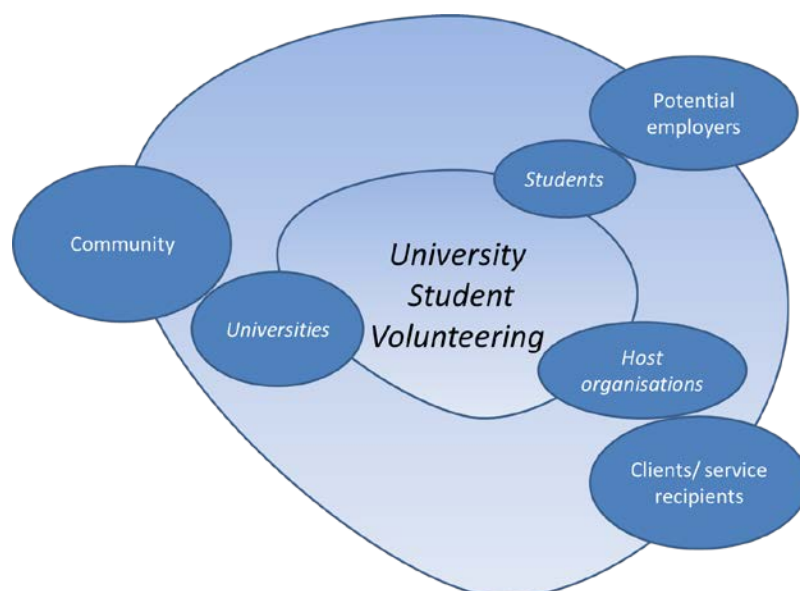 Potential
employers
Students
Community
University
Student
Volunteering
Universities
Host
organisations
Clients/ service
recipients